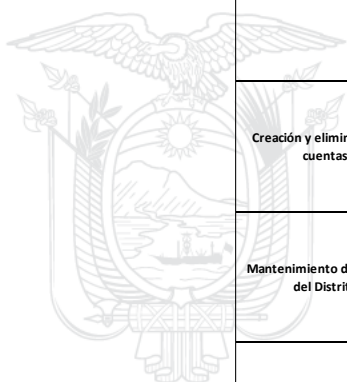 Creación y elimin
cuentas
Mantenimiento d
del Distrit